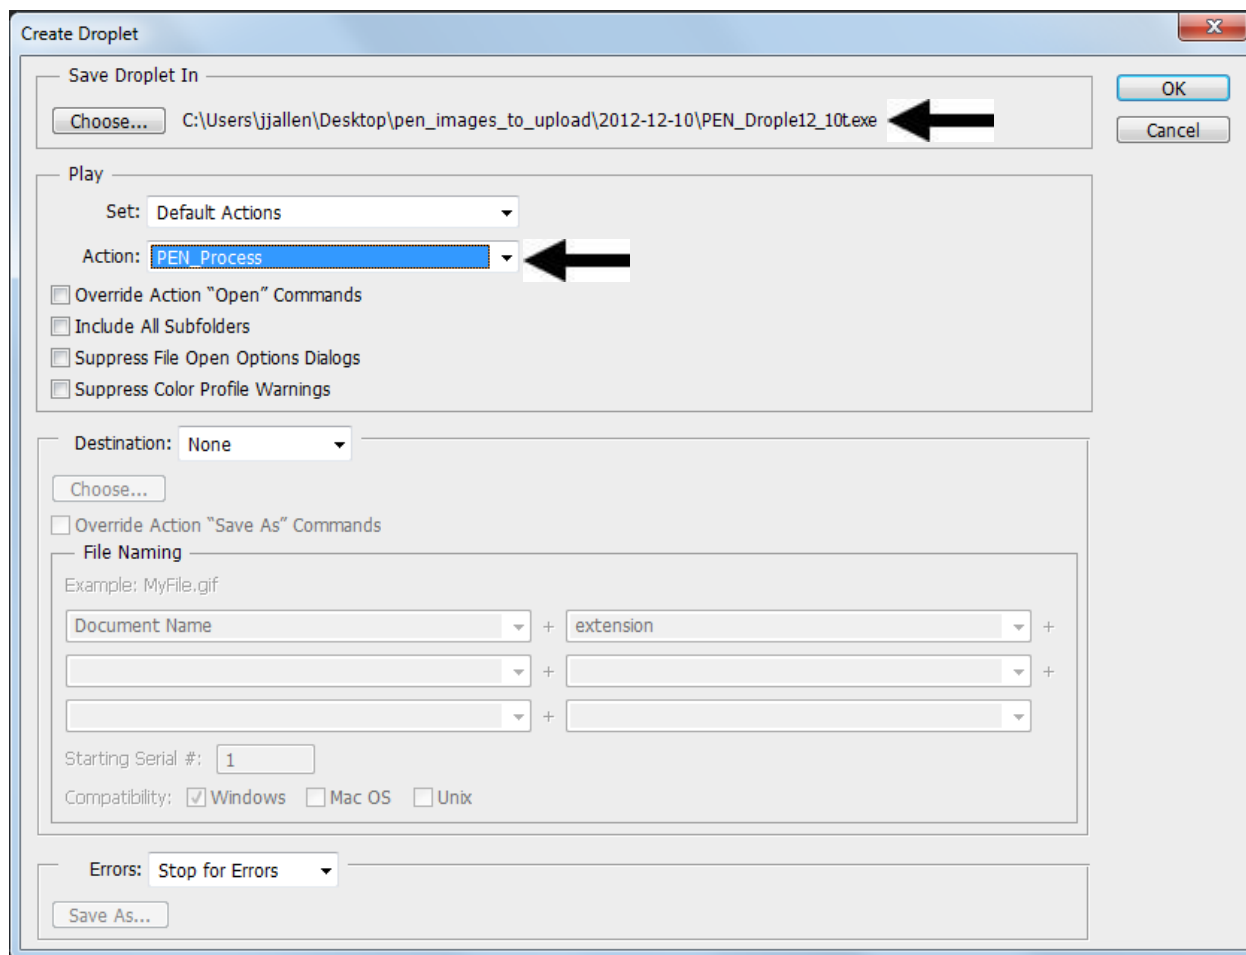 Create Droplet
Save Droplet In
Choose... C:\Users\jjallen\Desktop\pen_images_to_upload\2012-12-10\PEN_Drople12_10t.exe
OK
Cancel
Play
Set: Default Actions
Action: PEN_Process
Override Action “Open” Commands
Include All Subfolders
Suppress File Open Options Dialogs
Suppress Color Profile Warnings
Destination: None
Choose...
Override Action “Save As” Commands
File Naming
Example: MyFile.gif
Document Name + extension +
+ +
+
Starting Serial #: 1
Compatibility: Windows Mac OS Unix
Errors: Stop for Errors
Save As...